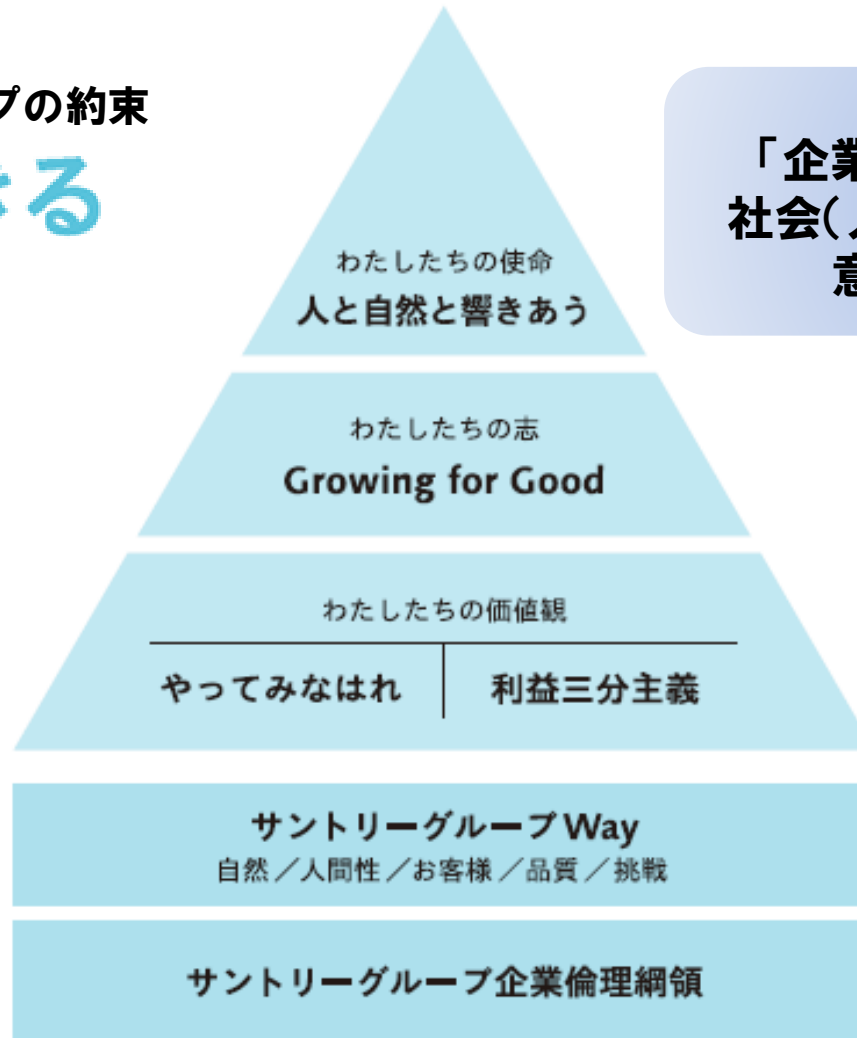 プの約束
きる
「企業
社会(人
意
わたしたちの使命
人と自然と響きあう
わたしたちの志
Growing for Good
わたしたちの価値観
やってみなはれ
利益三分主義
サントリーグループWay
自然／人間性／お客様／品質／挑戦
サントリーグループ企業倫理綱領